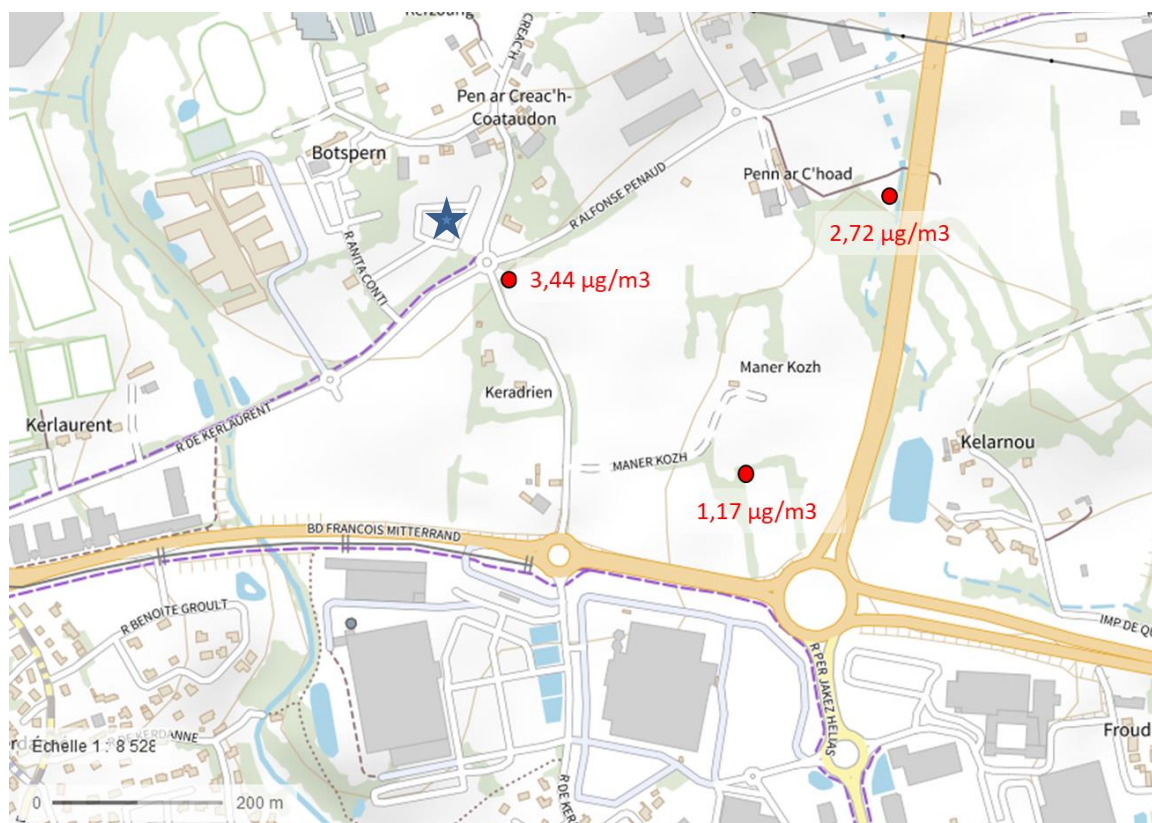 CREAC'H
Pen ar Creac'h-
Coataudon
Botspern
R ALFONSE PENAUD
Penn ar C'hoad
2,72 µg/m3
R ANITA CONTI
3,44 µg/m3
Maner Kozh
Keradrien
Kerlaurent
R DE KERLAURENT
Kelarnou
MANER KOZH
1,17 µg/m3
BD FRANCOIS MITTERRAND
R BENOITE GROULT
IMP DE QU
R PER JAKEZ HELIAS
Froud
R DE KERDANNE
Échelle 1 : 8 528
0 200 m
R DE KER